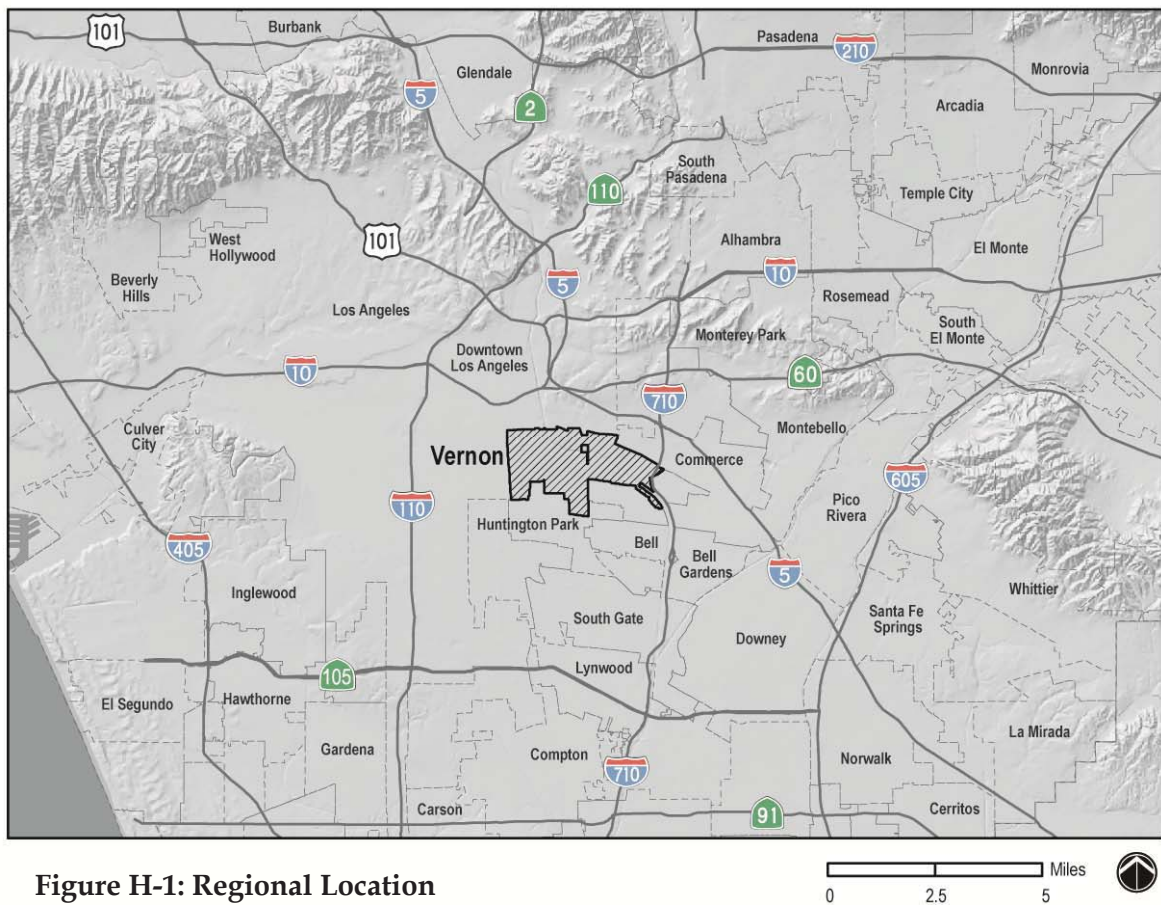 101
Burbank
Pasadena
210
Glendale
Monrovia
5
2
Arcadia
South
Pasadena
110
Temple City
101
West
Hollywood
Alhambra
El Monte
Beverly
Hills
5
10
Los Angeles
Rosemead
South
El Monte
Monterey Park
Downtown
Los Angeles
10
60
710
Culver
City
Montebello
Vernon
Commerce
605
110
Pico
Rivera
Huntington Park
405
Bell
Bell
Gardens
5
Inglewood
Whittier
South Gate
Santa Fe
Springs
Downey
Lynwood
105
El Segundo
Hawthorne
La Mirada
Gardena
Compton
710
Norwalk
Carson
91
Cerritos
Figure H-1: Regional Location
Miles
0 2.5 5